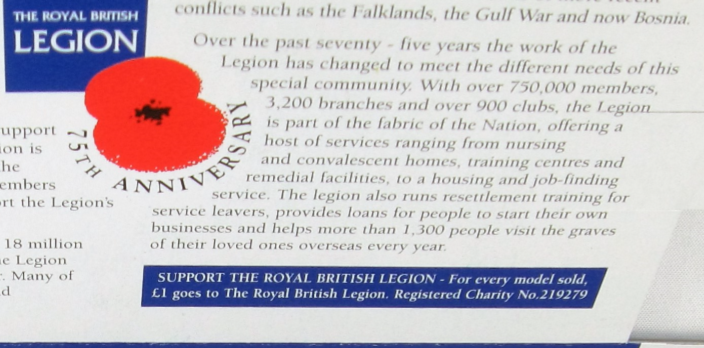 THE ROYAL BRITISH
LEGION
75TH ANNIVERSARY
upport
ion is
he
embers
rt the Legion's
18 million
e Legion
. Many of
d
conflicts such as the Falklands, the Gulf War and now Bosnia.
Over the past seventy - five years the work of the
Legion has changed to meet the different needs of this
special community. With over 750,000 members,
3,200 branches and over 900 clubs, the Legion
is part of the fabric of the Nation, offering a
host of services ranging from nursing
and convalescent homes, training centres and
remedial facilities, to a housing and job-finding
service. The legion also runs resettlement training for
service leavers, provides loans for people to start their own
businesses and helps more than 1,300 people visit the graves
of their loved ones overseas every year.
SUPPORT THE ROYAL BRITISH LEGION - For every model sold,
£1 goes to The Royal British Legion. Registered Charity No.219279